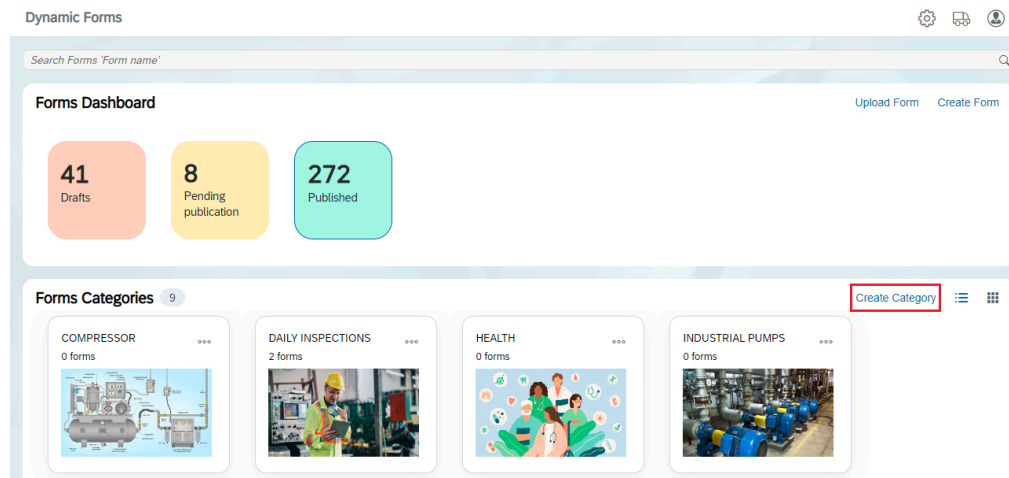 Dynamic Forms
Search Forms 'Form name'
Forms Dashboard
Upload Form
Create Form
41
Drafts
8
Pending
publication
272
Published
Forms Categories 9
Create Category
COMPRESSOR
0 forms
DAILY INSPECTIONS
2 forms
HEALTH
0 forms
INDUSTRIAL PUMPS
0 forms